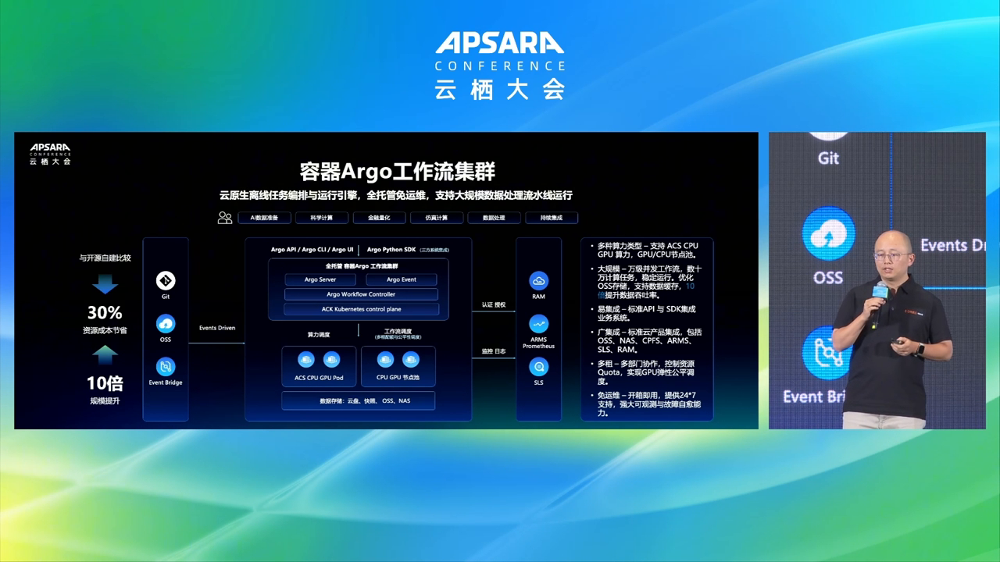 APSARA
CONFERENCE
云栖大会
APSARA
CONFERENCE
云栖大会
容器Argo工作流集群
云原生离线任务编排与运行引擎，全托管免运维，支持大规模数据处理流水线运行
AI数据准备
科学计算
金融量化
仿真计算
数据处理
持续集成
与开源自建比较
30%
资源成本节省
10倍
规模提升
Git
OSS
Event Bridge
Events Driven
Argo API / Argo CLI / Argo UI
Argo Python SDK（三方系统集成）
全托管 容器Argo 工作流集群
Argo Server
Argo Event
Argo Workflow Controller
ACK Kubernetes control plane
算力调度
工作流调度
（多租配额与公平性调度）
ACS CPU GPU Pod
CPU GPU 节点池
数据存储：云盘、快照、 OSS、NAS
认证 授权
监控 日志
RAM
ARMS
Prometheus
SLS
• 多种算力类型 – 支持 ACS CPU
GPU 算力，GPU/CPU节点池。
• 大规模 – 万级并发工作流，数十
万计算任务，稳定运行。优化
OSS存储，支持数据缓存，10
倍提升数据吞吐率。
• 易集成 – 标准API 与 SDK集成
业务系统。
• 广集成 – 标准云产品集成，包括
OSS、NAS、CPFS、ARMS、
SLS、RAM。
• 多租 – 多部门协作，控制资源
Quota，实现GPU弹性公平调
度。
• 免运维 – 开箱即用，提供24*7
支持，强大可观测与故障自愈能
力。
Git
OSS
Events Dr
Event Bri